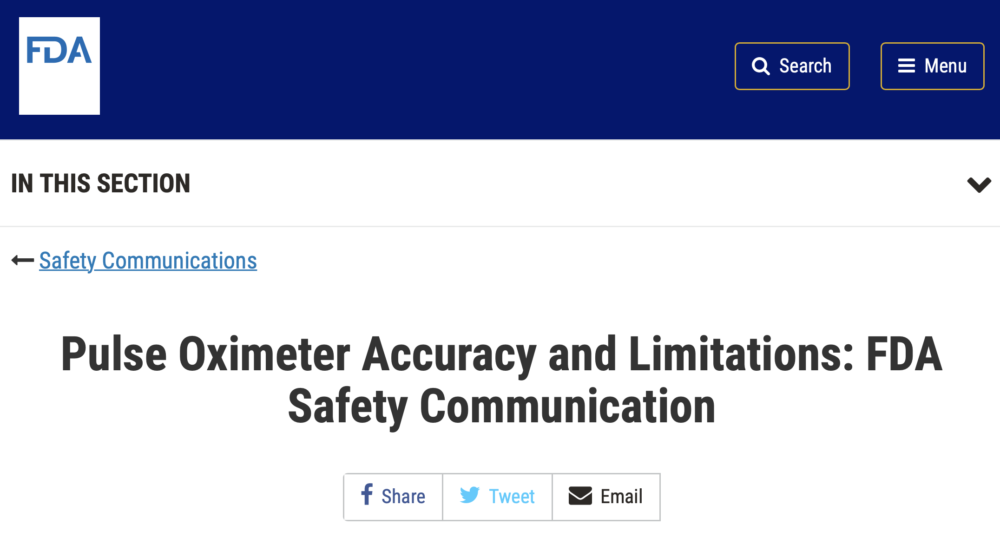 FDA
Search
Menu
IN THIS SECTION
Safety Communications
Pulse Oximeter Accuracy and Limitations: FDA
Safety Communication
Share
Tweet
Email